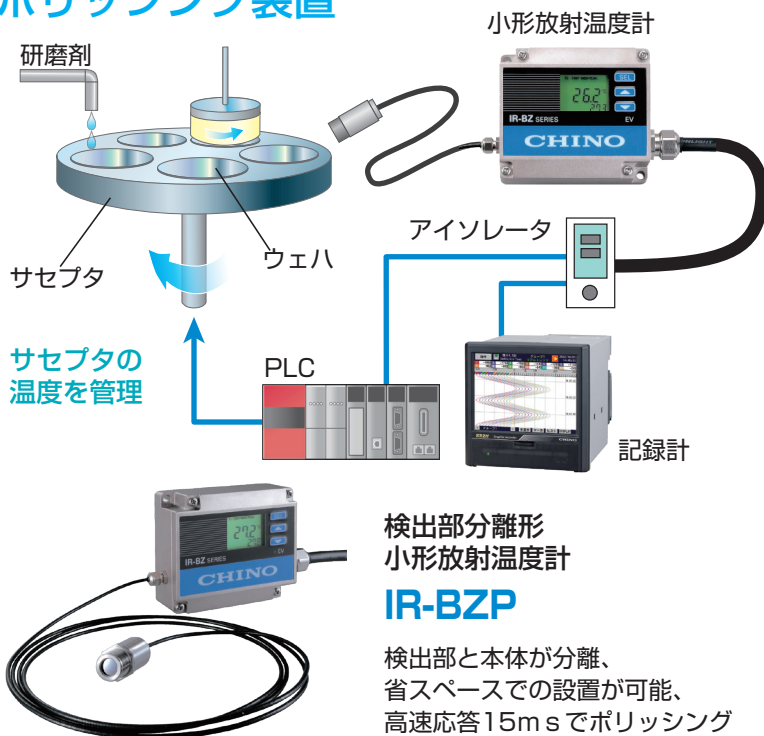 ポリッシング装置
小形放射温度計
研磨剤
SEL
26.2
IR-BZ SERIES
EV
CHINO
アイソレータ
サセプタ
ウェハ
サセプタの
温度を管理
PLC
CHINO
記録計
SEL
27.2
IR-BZ SERIES
EV
CHINO
検出部分離形
小形放射温度計
IR-BZP
検出部と本体が分離、
省スペースでの設置が可能、
高速応答15msでポリッシング